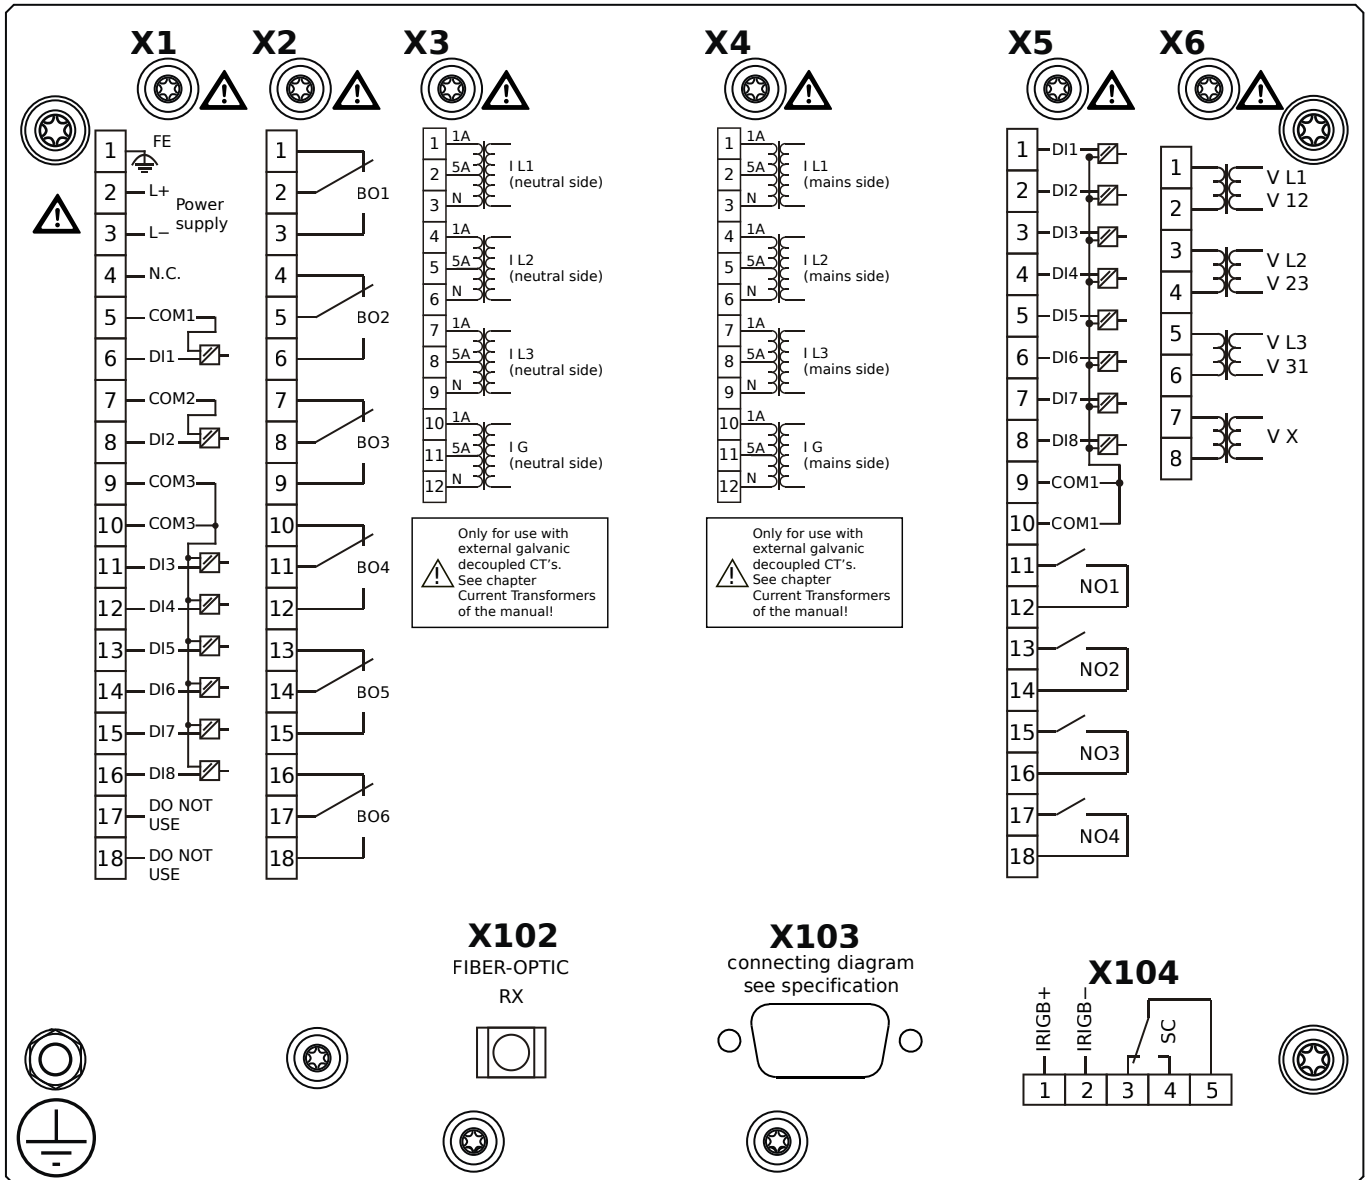 X1
1 FE
2 L+ Power
3 L− supply
4 N.C.
5 COM1
6 DI1
7 COM2
8 DI2
9 COM3
10 COM3
11 DI3
12 DI4
13 DI5
14 DI6
15 DI7
16 DI8
17 DO NOT
USE
18 DO NOT
USE
X2
1
2 BO1
3
4
5 BO2
6
7
8 BO3
9
10
11 BO4
12
13
14 BO5
15
16
17 BO6
18
X3
1 1A I L1
2 5A (neutral side)
3 N
4 1A I L2
5 5A (neutral side)
6 N
7 1A I L3
8 5A (neutral side)
9 N
10 1A I G
11 5A (neutral side)
12 N
Only for use with
external galvanic
decoupled CT's.
See chapter
Current Transformers
of the manual!
X4
1 1A I L1
2 5A (mains side)
3 N
4 1A I L2
5 5A (mains side)
6 N
7 1A I L3
8 5A (mains side)
9 N
10 1A I G
11 5A (mains side)
12 N
Only for use with
external galvanic
decoupled CT's.
See chapter
Current Transformers
of the manual!
X5
1 DI1
2 DI2
3 DI3
4 DI4
5 DI5
6 DI6
7 DI7
8 DI8
9 COM1
10 COM1
11 NO1
12
13 NO2
14
15 NO3
16
17 NO4
18
X6
1 V L1
2 V 12
3 V L2
4 V 23
5 V L3
6 V 31
7 V X
8
X102
FIBER-OPTIC
RX
X103
connecting diagram
see specification
X104
IRIGB+ IRIGB− SC
1 2 3 4 5